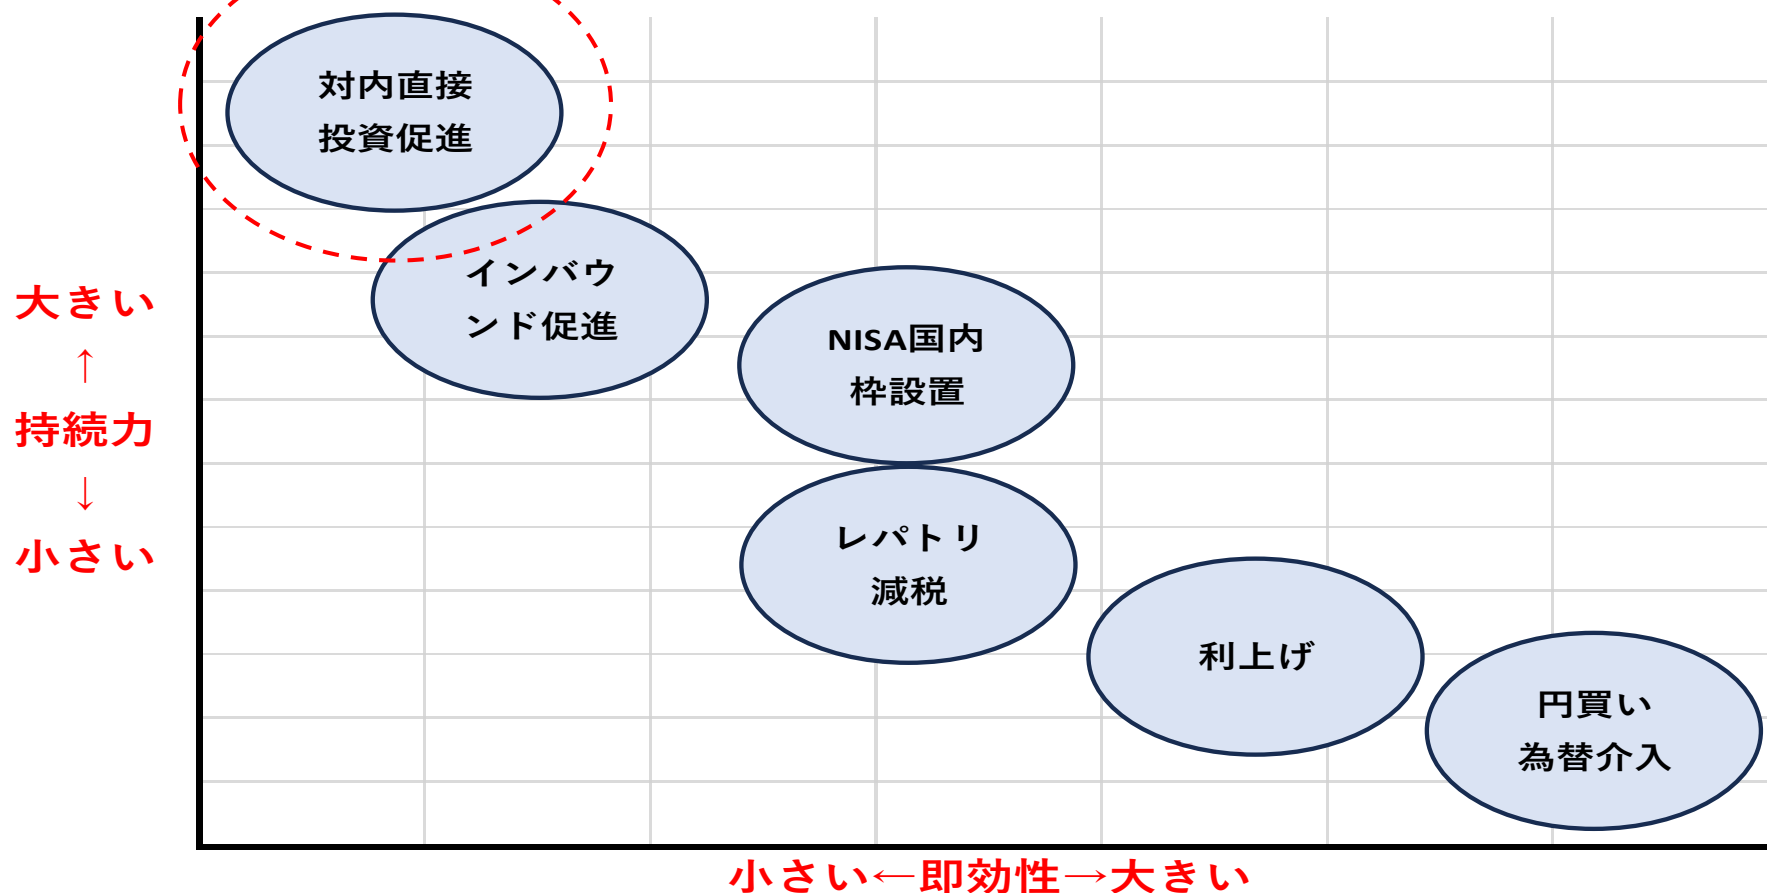 対内直接
投資促進
インバウ
ンド促進
NISA国内
枠設置
レパトリ
減税
利上げ
円買い
為替介入
大きい
↑
持続力
↓
小さい
小さい←即効性→大きい